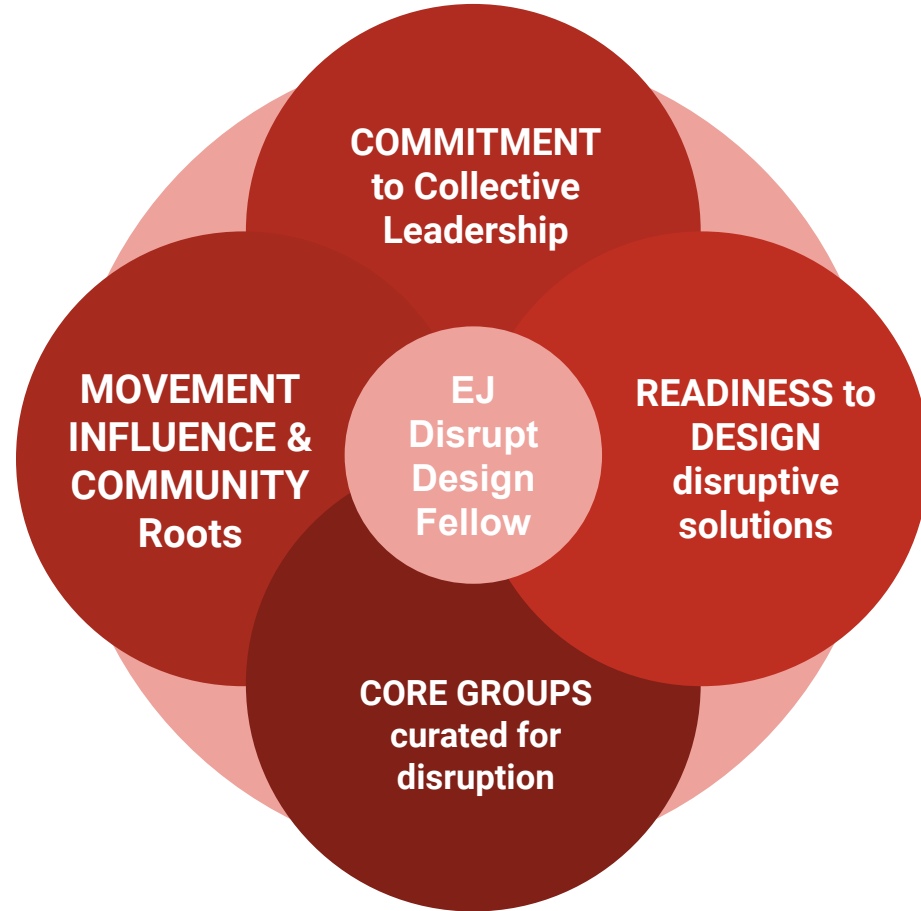 COMMITMENT
to Collective
Leadership
MOVEMENT
INFLUENCE &
COMMUNITY
Roots
EJ
Disrupt
Design
Fellow
READINESS to
DESIGN
disruptive
solutions
CORE GROUPS
curated for
disruption